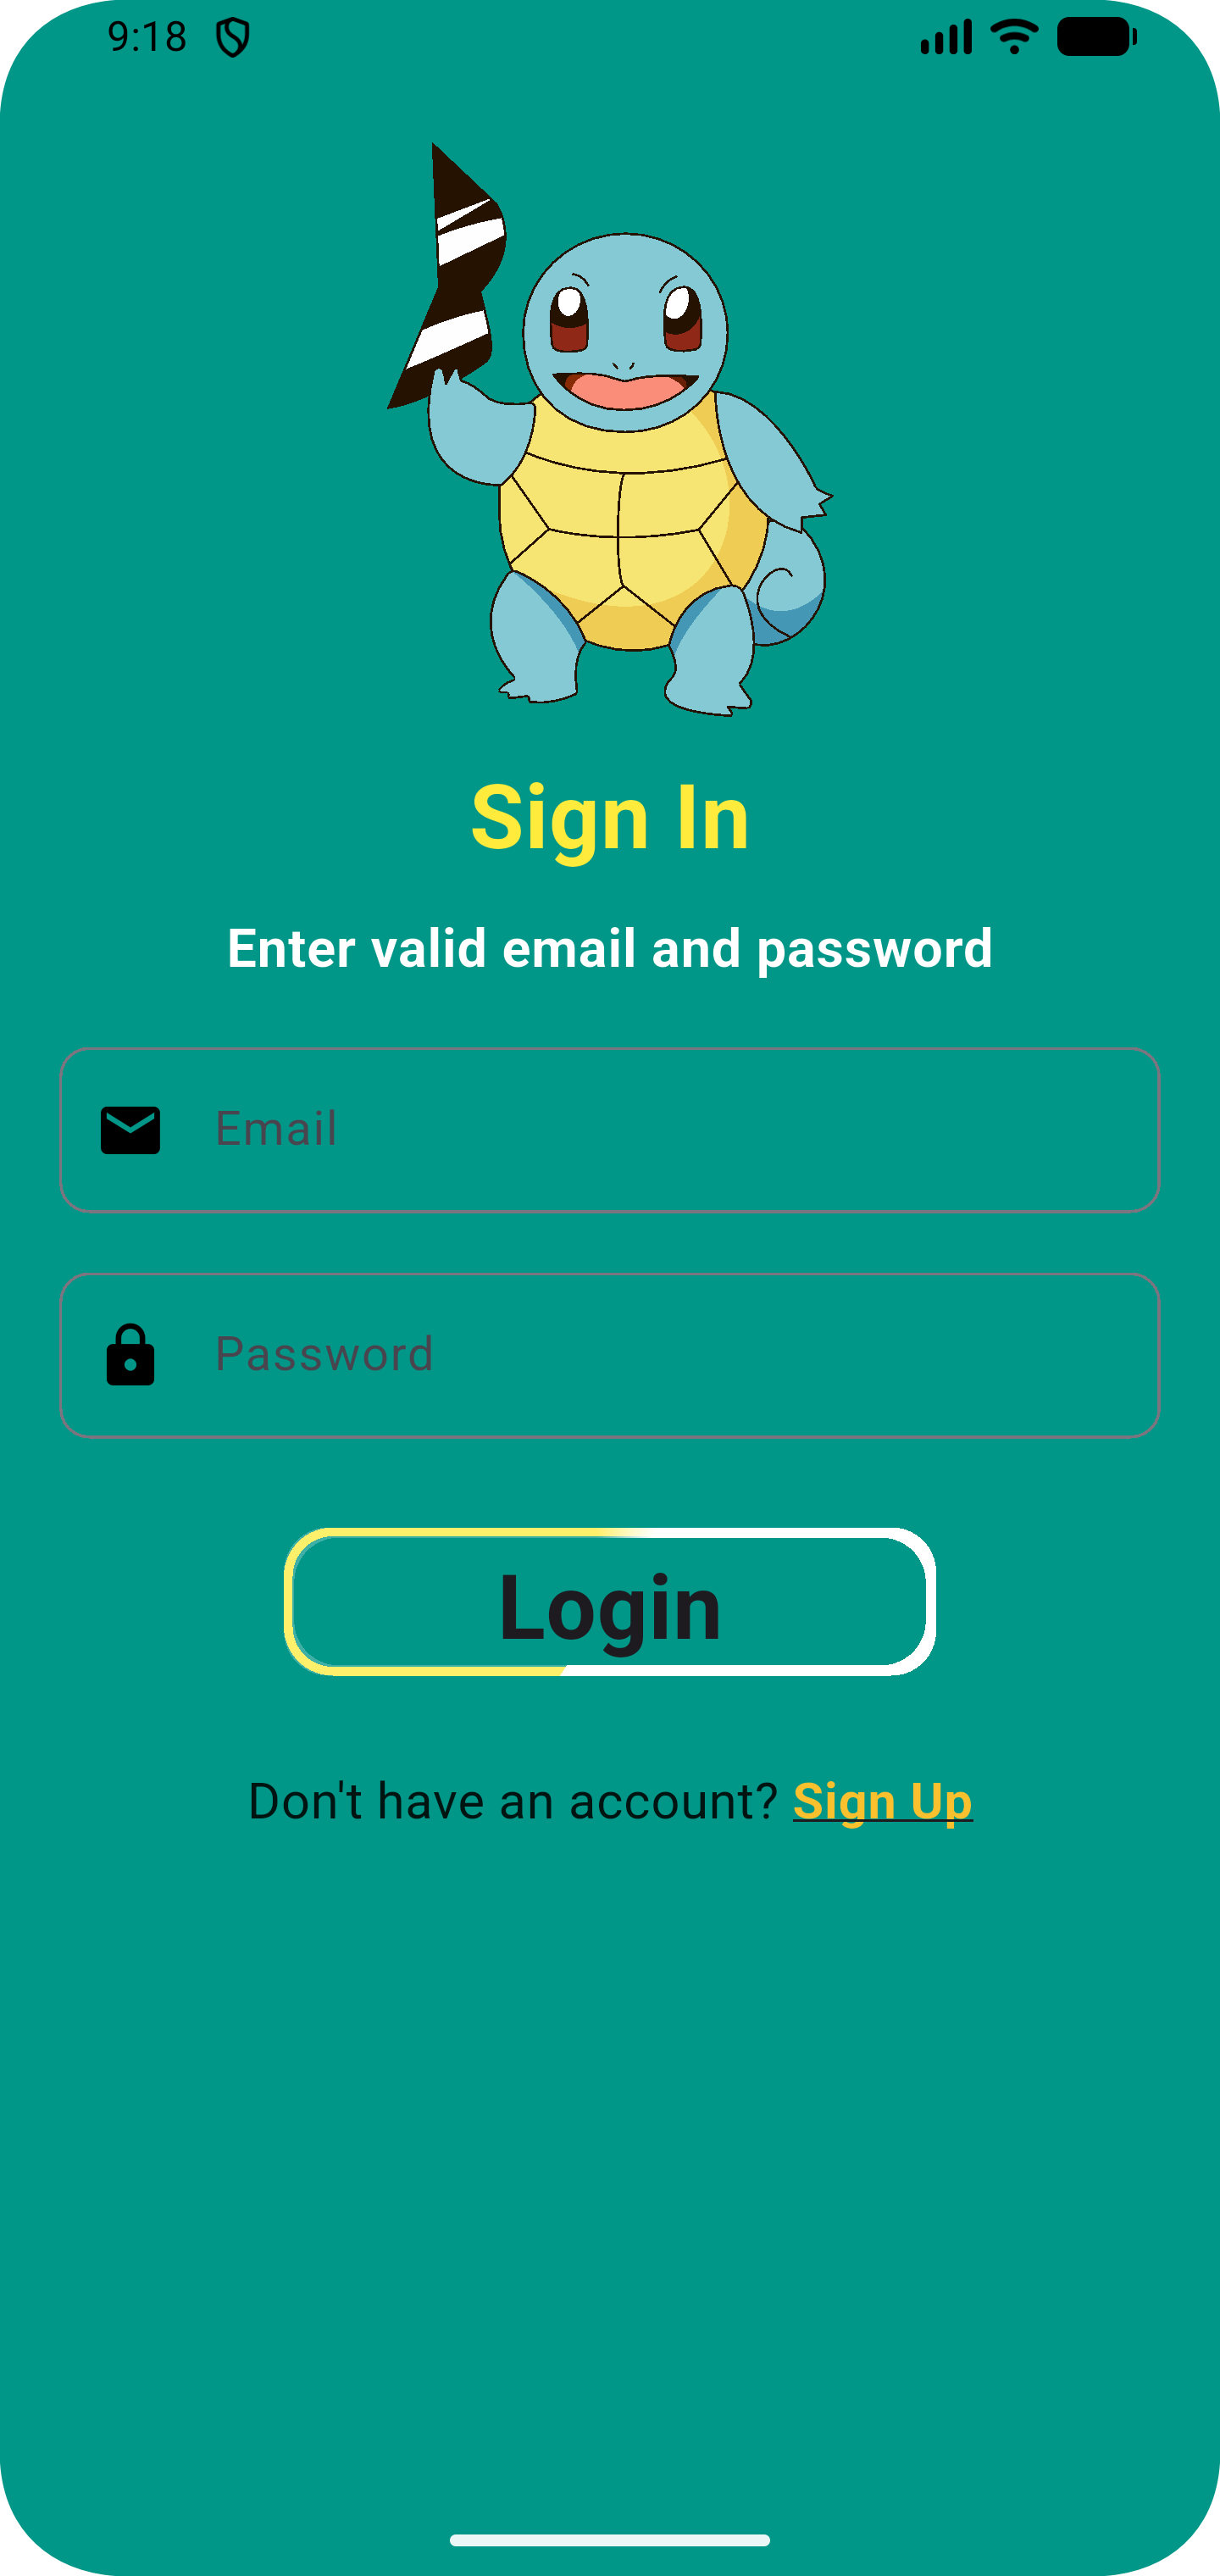 9:18
Sign In
Enter valid email and password
Email
Password
Login
Don't have an account? Sign Up